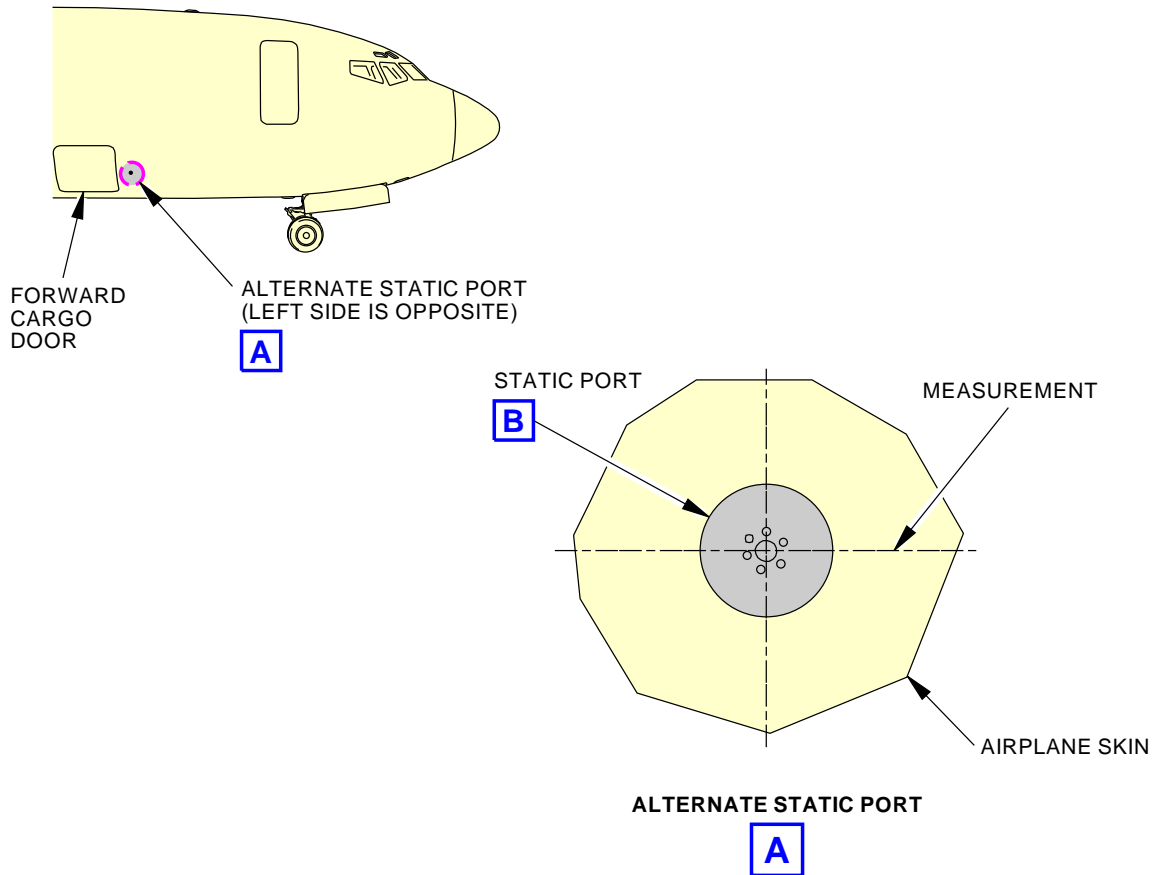 FORWARD
CARGO
DOOR
ALTERNATE STATIC PORT
(LEFT SIDE IS OPPOSITE)
A
STATIC PORT
B
MEASUREMENT
AIRPLANE SKIN
ALTERNATE STATIC PORT
A